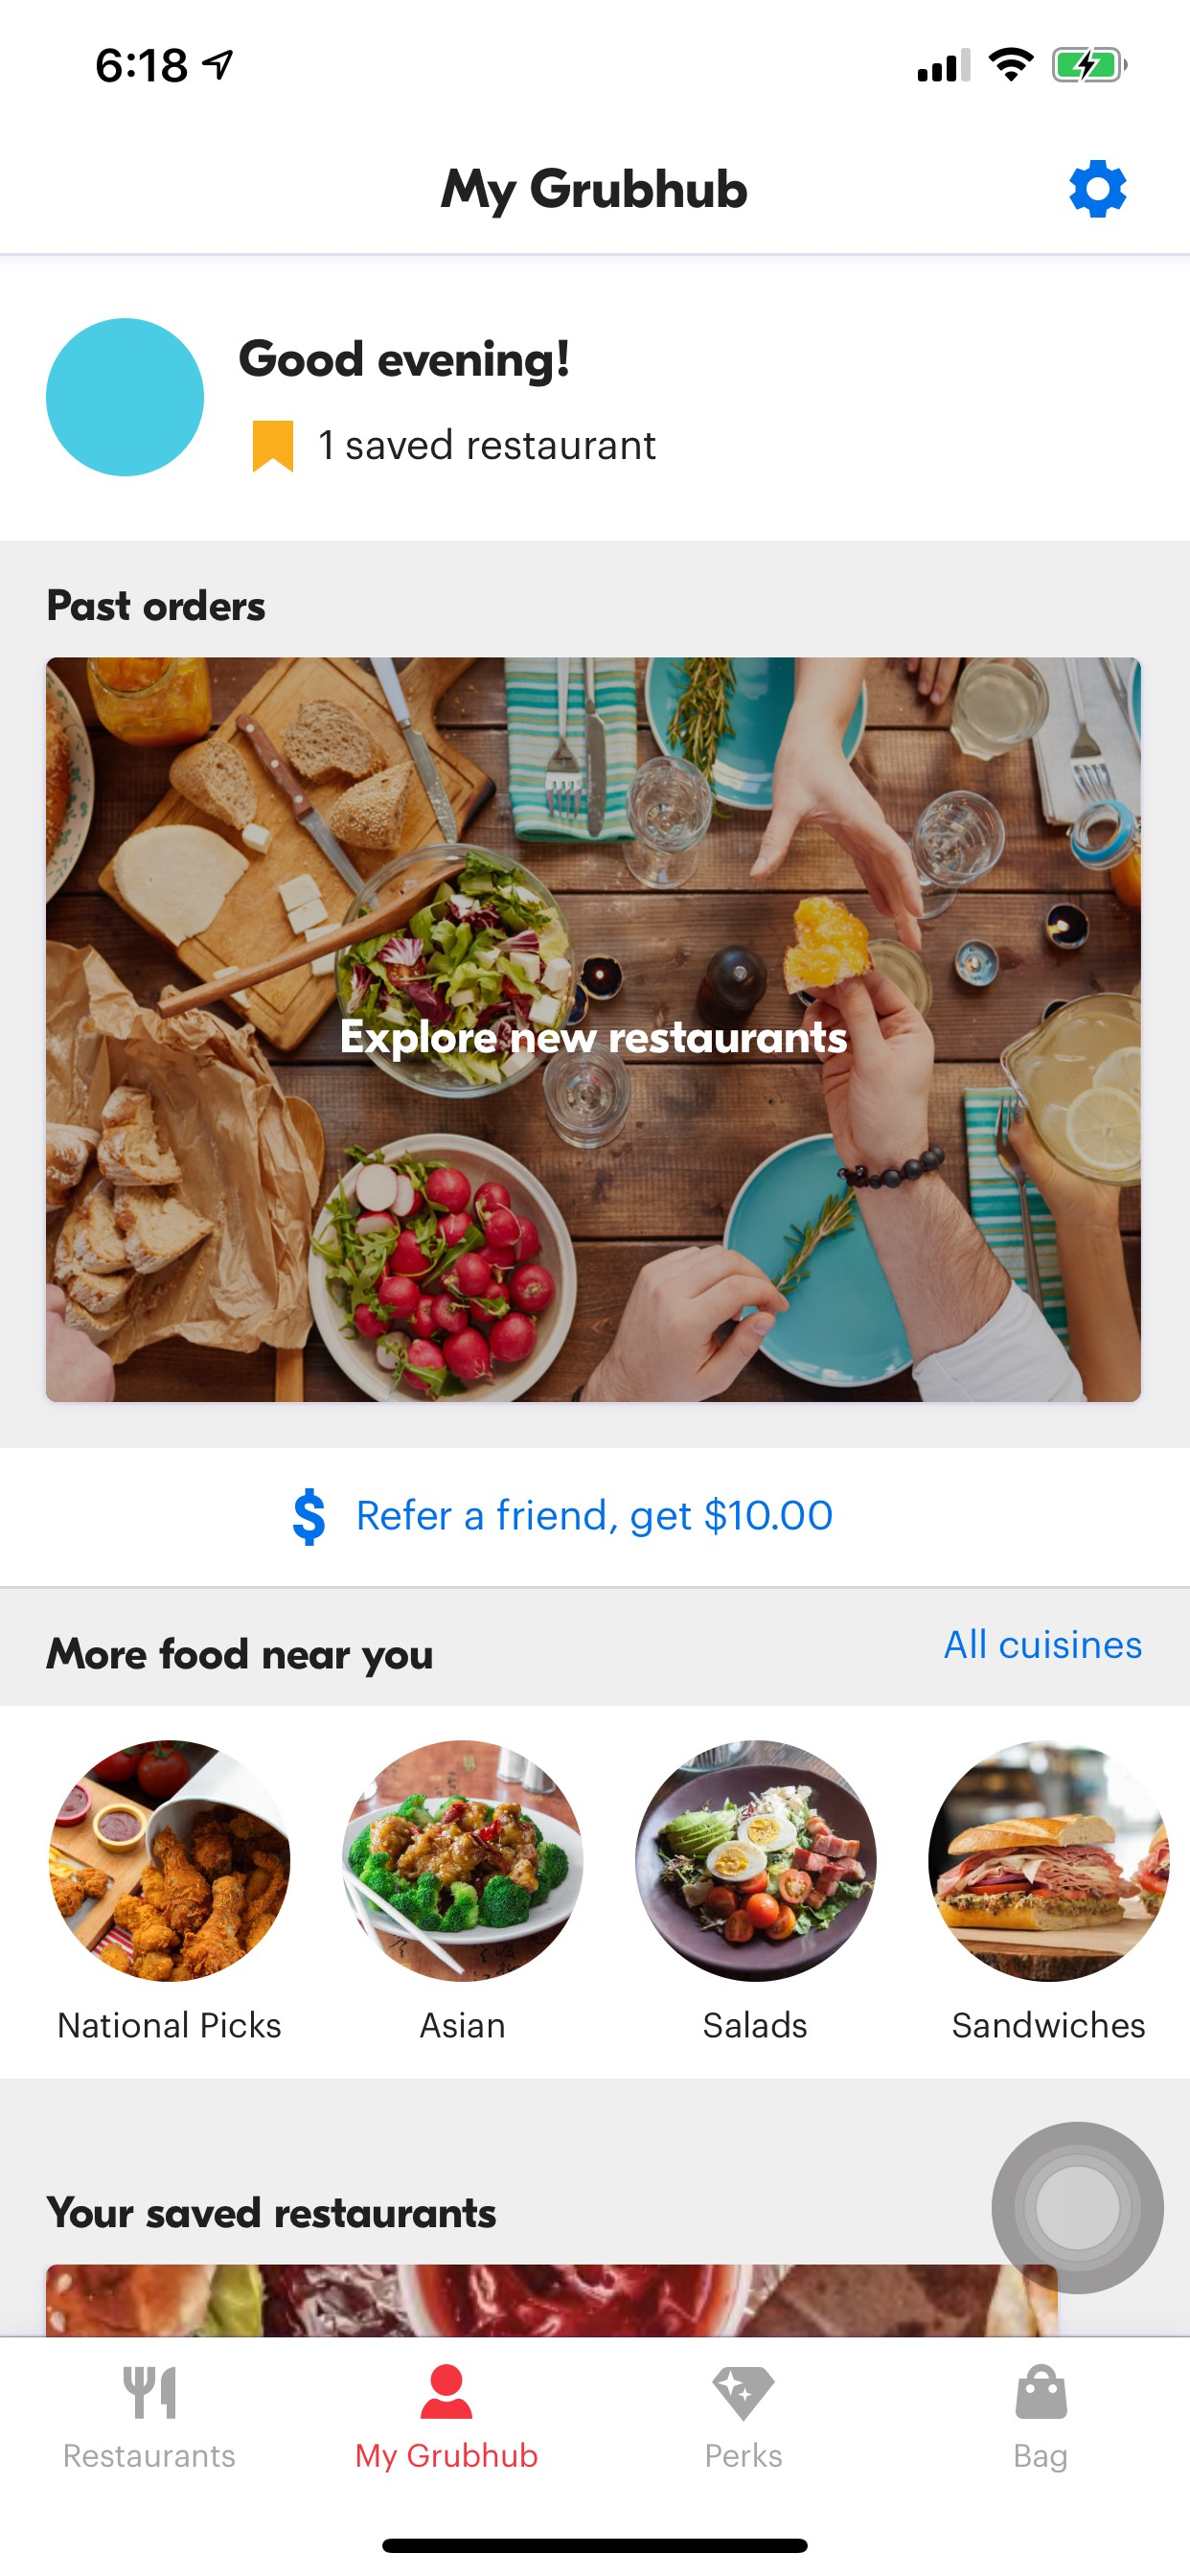 6:18
My Grubhub
Good evening!
1 saved restaurant
Past orders
Explore new restaurants
$ Refer a friend, get $10.00
More food near you
All cuisines
National Picks
Asian
Salads
Sandwiches
Your saved restaurants
Restaurants
My Grubhub
Perks
Bag